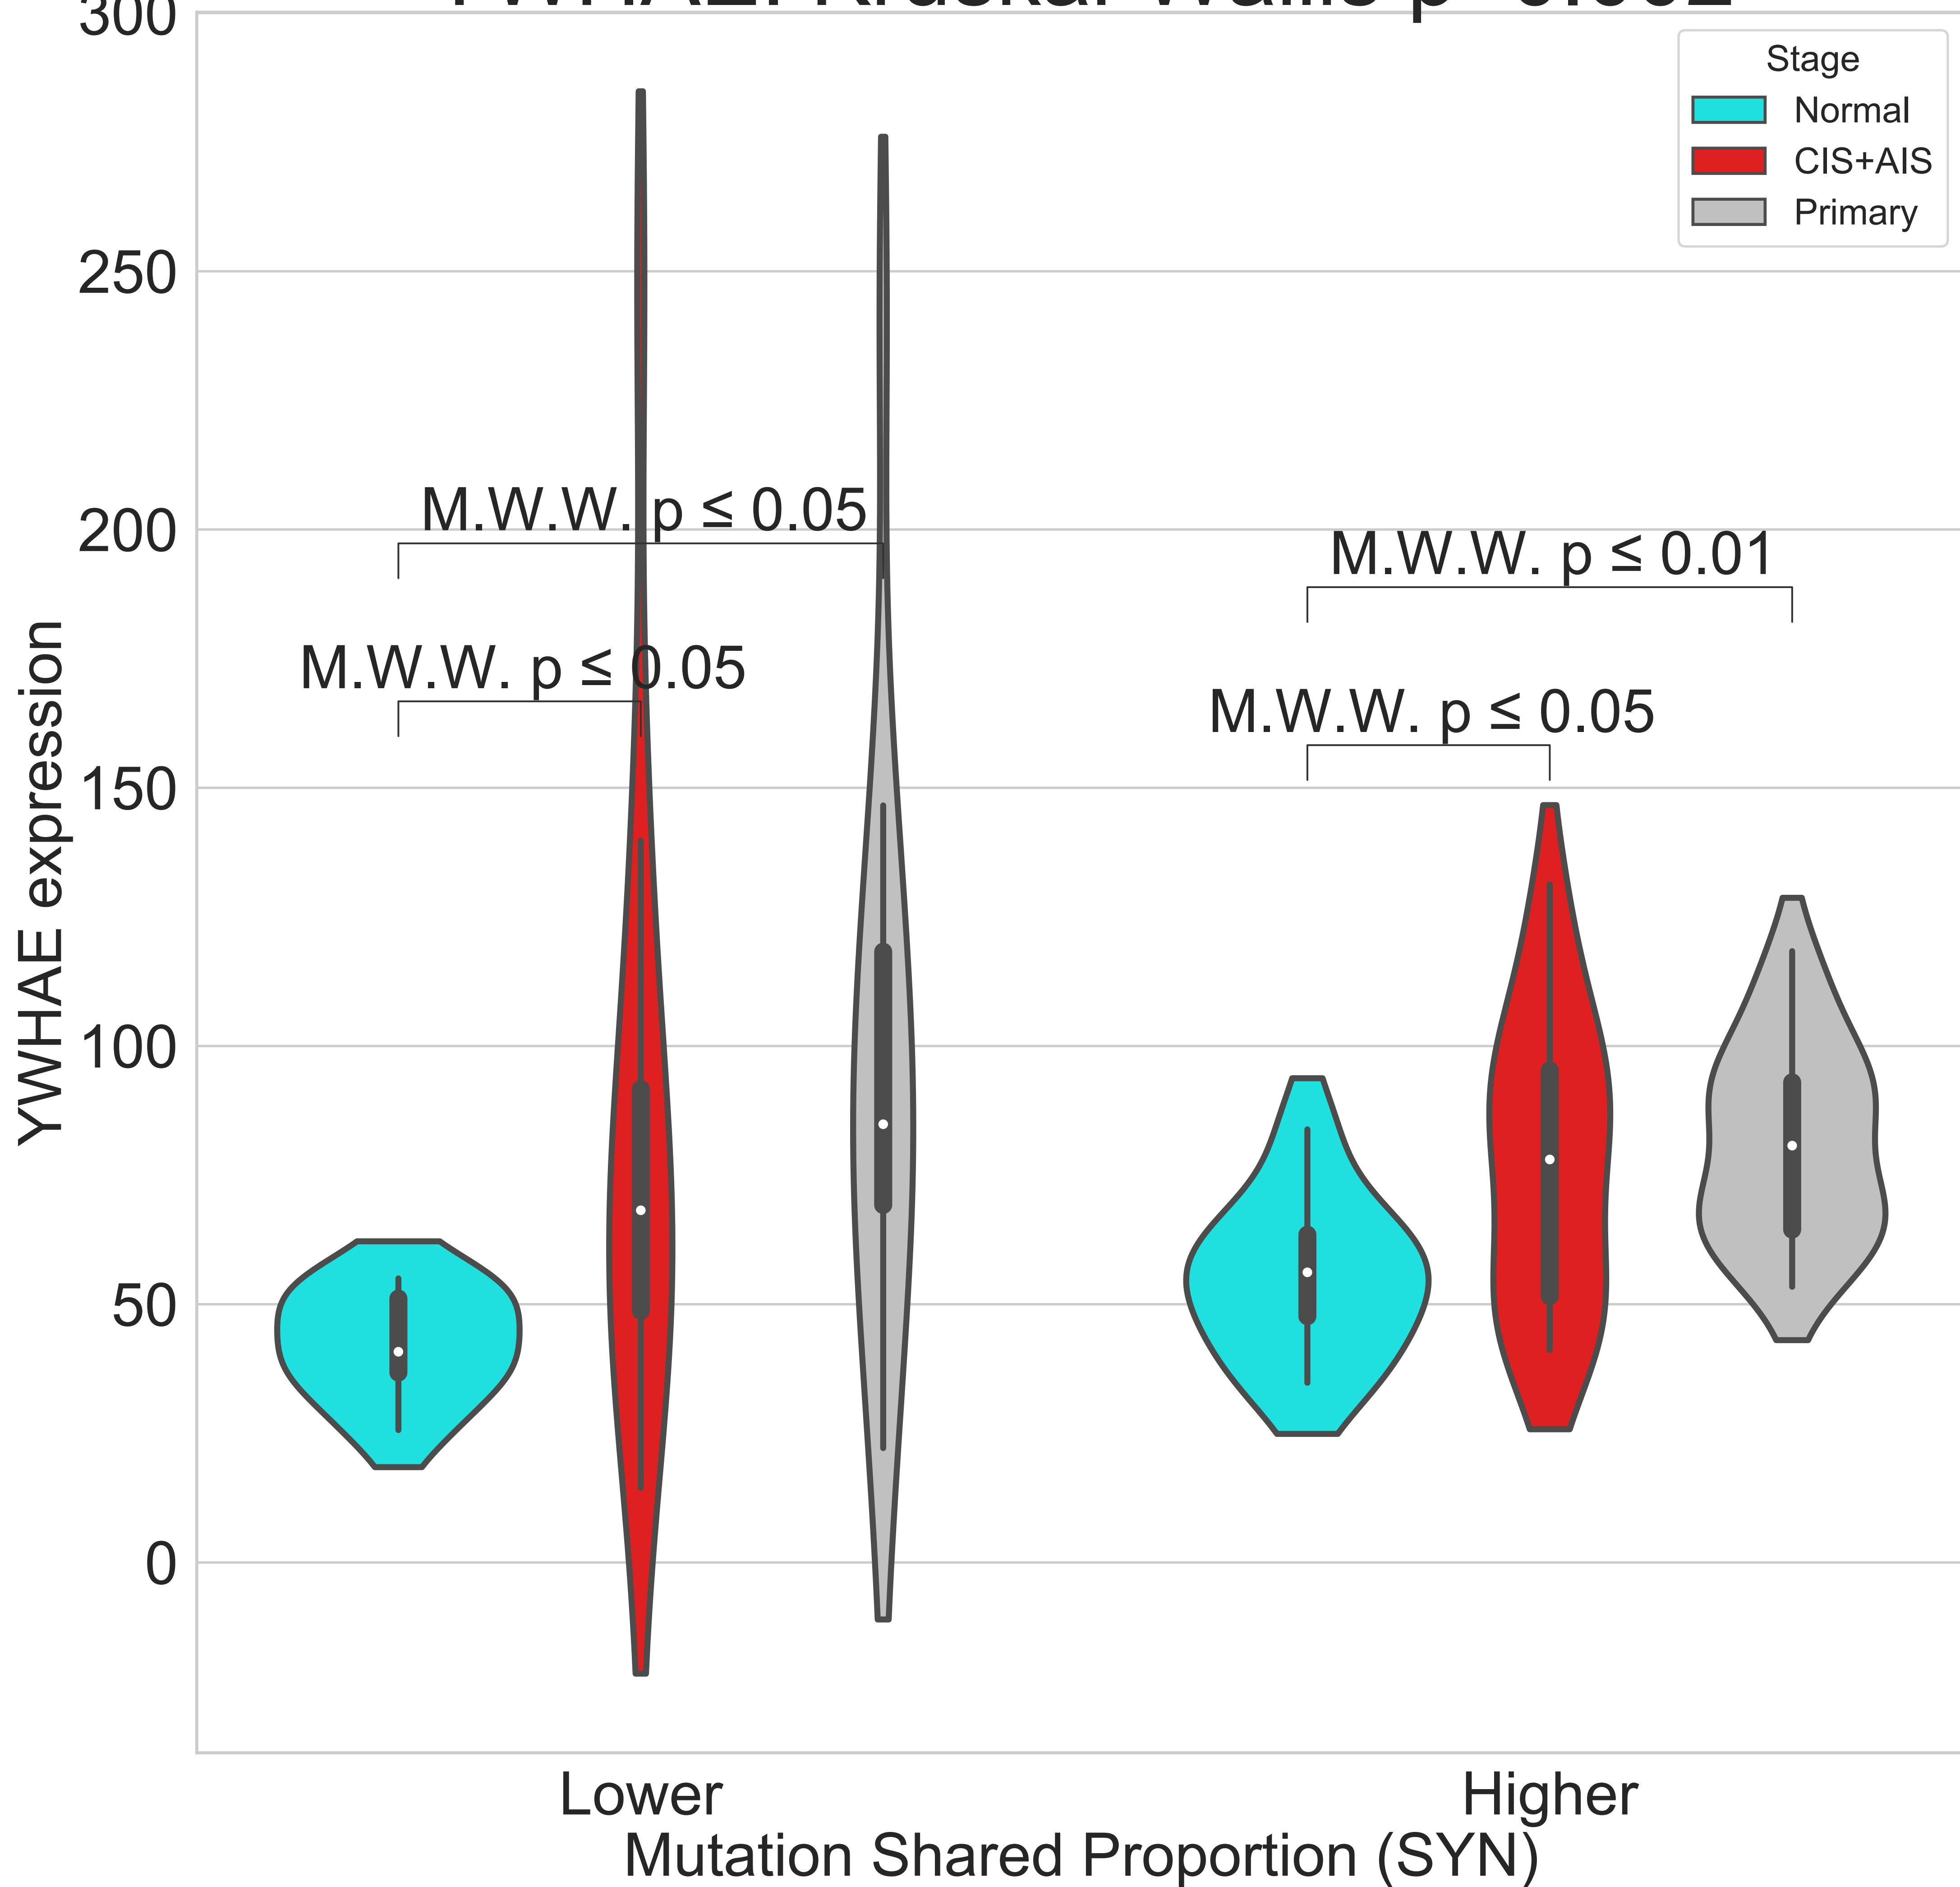 300
Stage
Normal
CIS+AIS
Primary
250
200
150
100
50
0
YWHAE expression
M.W.W. p ≤ 0.05
M.W.W. p ≤ 0.05
M.W.W. p ≤ 0.01
M.W.W. p ≤ 0.05
Lower
Higher
Mutation Shared Proportion (SYN)